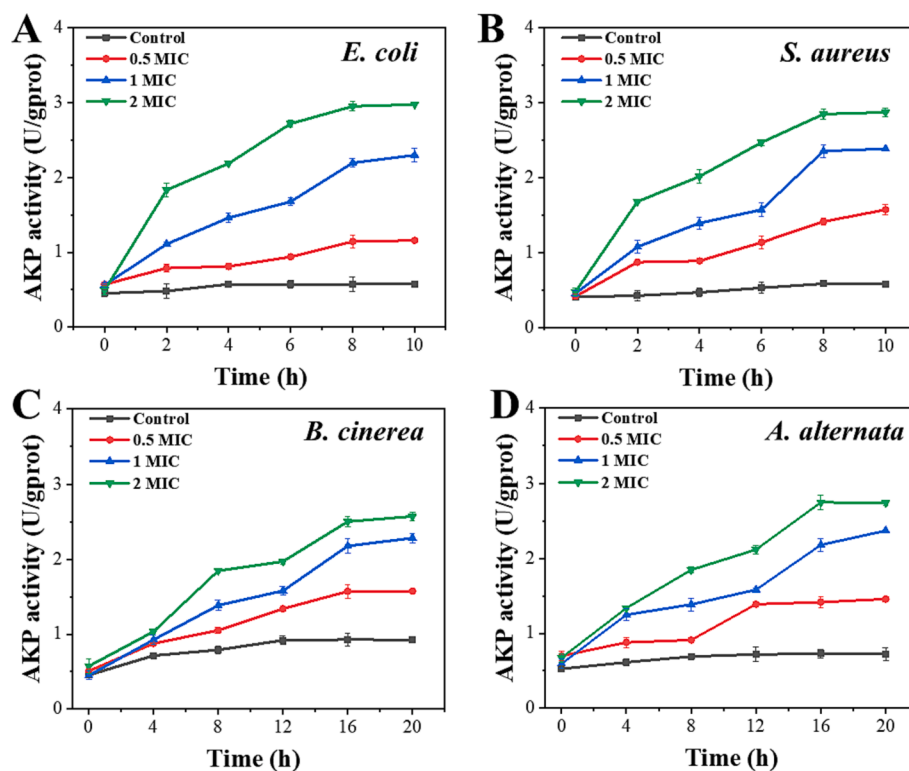 A
Control
0.5 MIC
1 MIC
2 MIC
E. coli
AKP activity (U/gprot)
4
3
2
1
0
0 2 4 6 8 10
Time (h)
B
Control
0.5 MIC
1 MIC
2 MIC
S. aureus
AKP activity (U/gprot)
4
3
2
1
0
0 2 4 6 8 10
Time (h)
C
Control
0.5 MIC
1 MIC
2 MIC
B. cinerea
AKP activity (U/gprot)
4
3
2
1
0
0 4 8 12 16 20
Time (h)
D
Control
0.5 MIC
1 MIC
2 MIC
A. alternata
AKP activity (U/gprot)
4
3
2
1
0
0 4 8 12 16 20
Time (h)